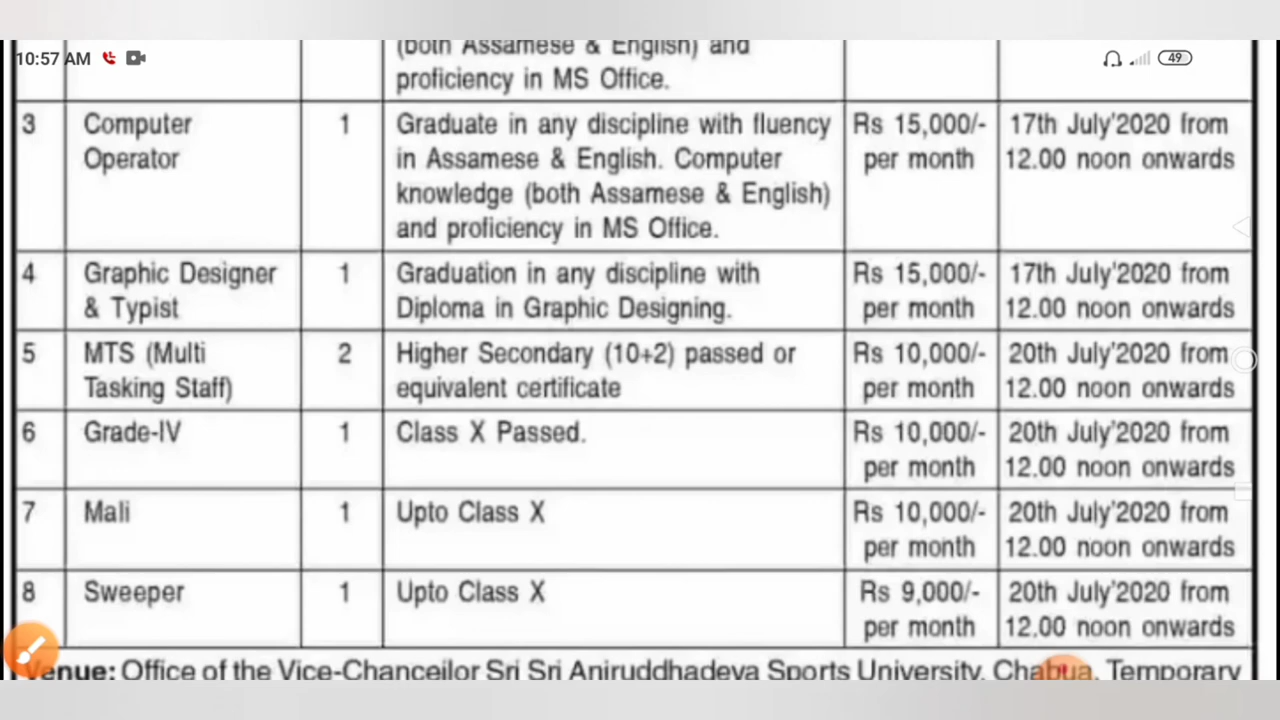 10:57 AM
49
(both Assamese & English) and
proficiency in MS Office.
3 Computer Operator 1 Graduate in any discipline with fluency Rs 15,000/- 17th July'2020 from
in Assamese & English. Computer per month 12.00 noon onwards
knowledge (both Assamese & English)
and proficiency in MS Office.
4 Graphic Designer 1 Graduation in any discipline with Rs 15,000/- 17th July'2020 from
& Typist Diploma in Graphic Designing. per month 12.00 noon onwards
5 MTS (Multi 2 Higher Secondary (10+2) passed or Rs 10,000/- 20th July'2020 from
Tasking Staff) equivalent certificate per month 12.00 noon onwards
6 Grade-IV 1 Class X Passed. Rs 10,000/- 20th July'2020 from
per month 12.00 noon onwards
7 Mali 1 Upto Class X Rs 10,000/- 20th July'2020 from
per month 12.00 noon onwards
8 Sweeper 1 Upto Class X Rs 9,000/- 20th July'2020 from
per month 12.00 noon onwards
Venue: Office of the Vice-Chancellor Sri Sri Aniruddhadeva Sports University, Chabua, Temporary